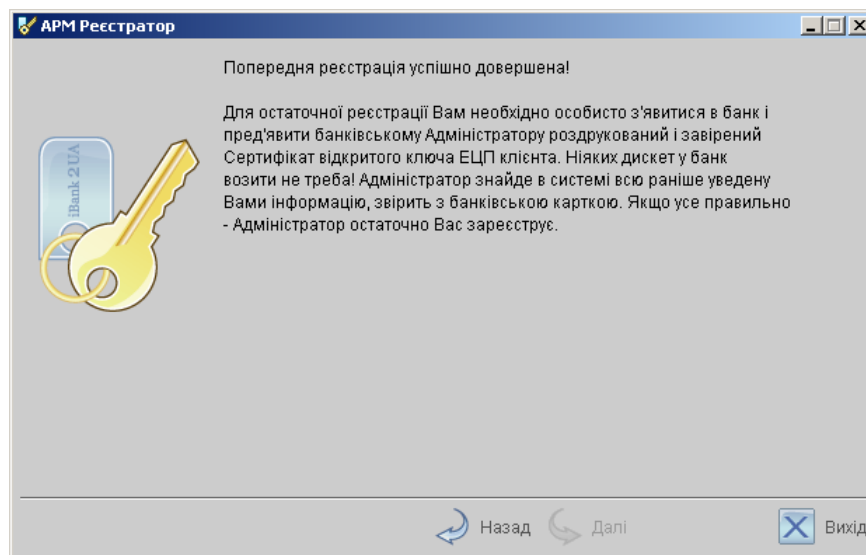 АРМ Реєстратор
Попередня реєстрація успішно довершена!
Для остаточної реєстрації Вам необхідно особисто з'явитися в банк і
пред'явити банківському Адміністратору роздрукований і завірений
Сертифікат відкритого ключа ЕЦП клієнта. Ніяких дискет у банк
возити не треба! Адміністратор знайде в системі всю раніше уведену
Вами інформацію, звірить з банківською карткою. Якщо усе правильно
- Адміністратор остаточно Вас зареєструє.
iBank 2 UA
Назад
Далі
Вихід